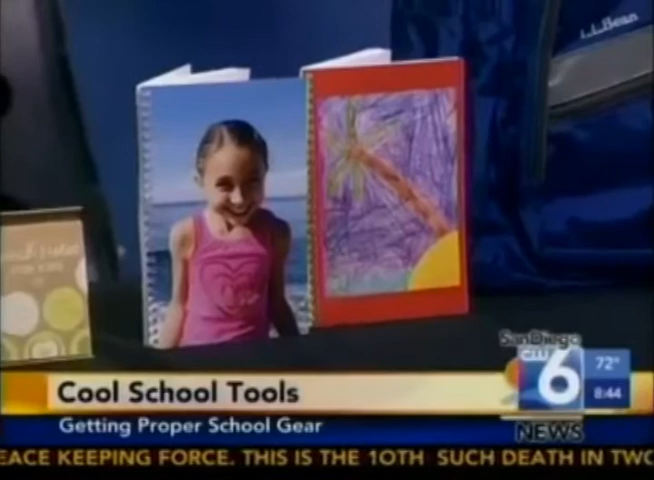 L.L.Bean
Cool School Tools
Getting Proper School Gear
San Diego
6
NEWS
72°
8:44
EACE KEEPING FORCE. THIS IS THE 10TH SUCH DEATH IN TWO